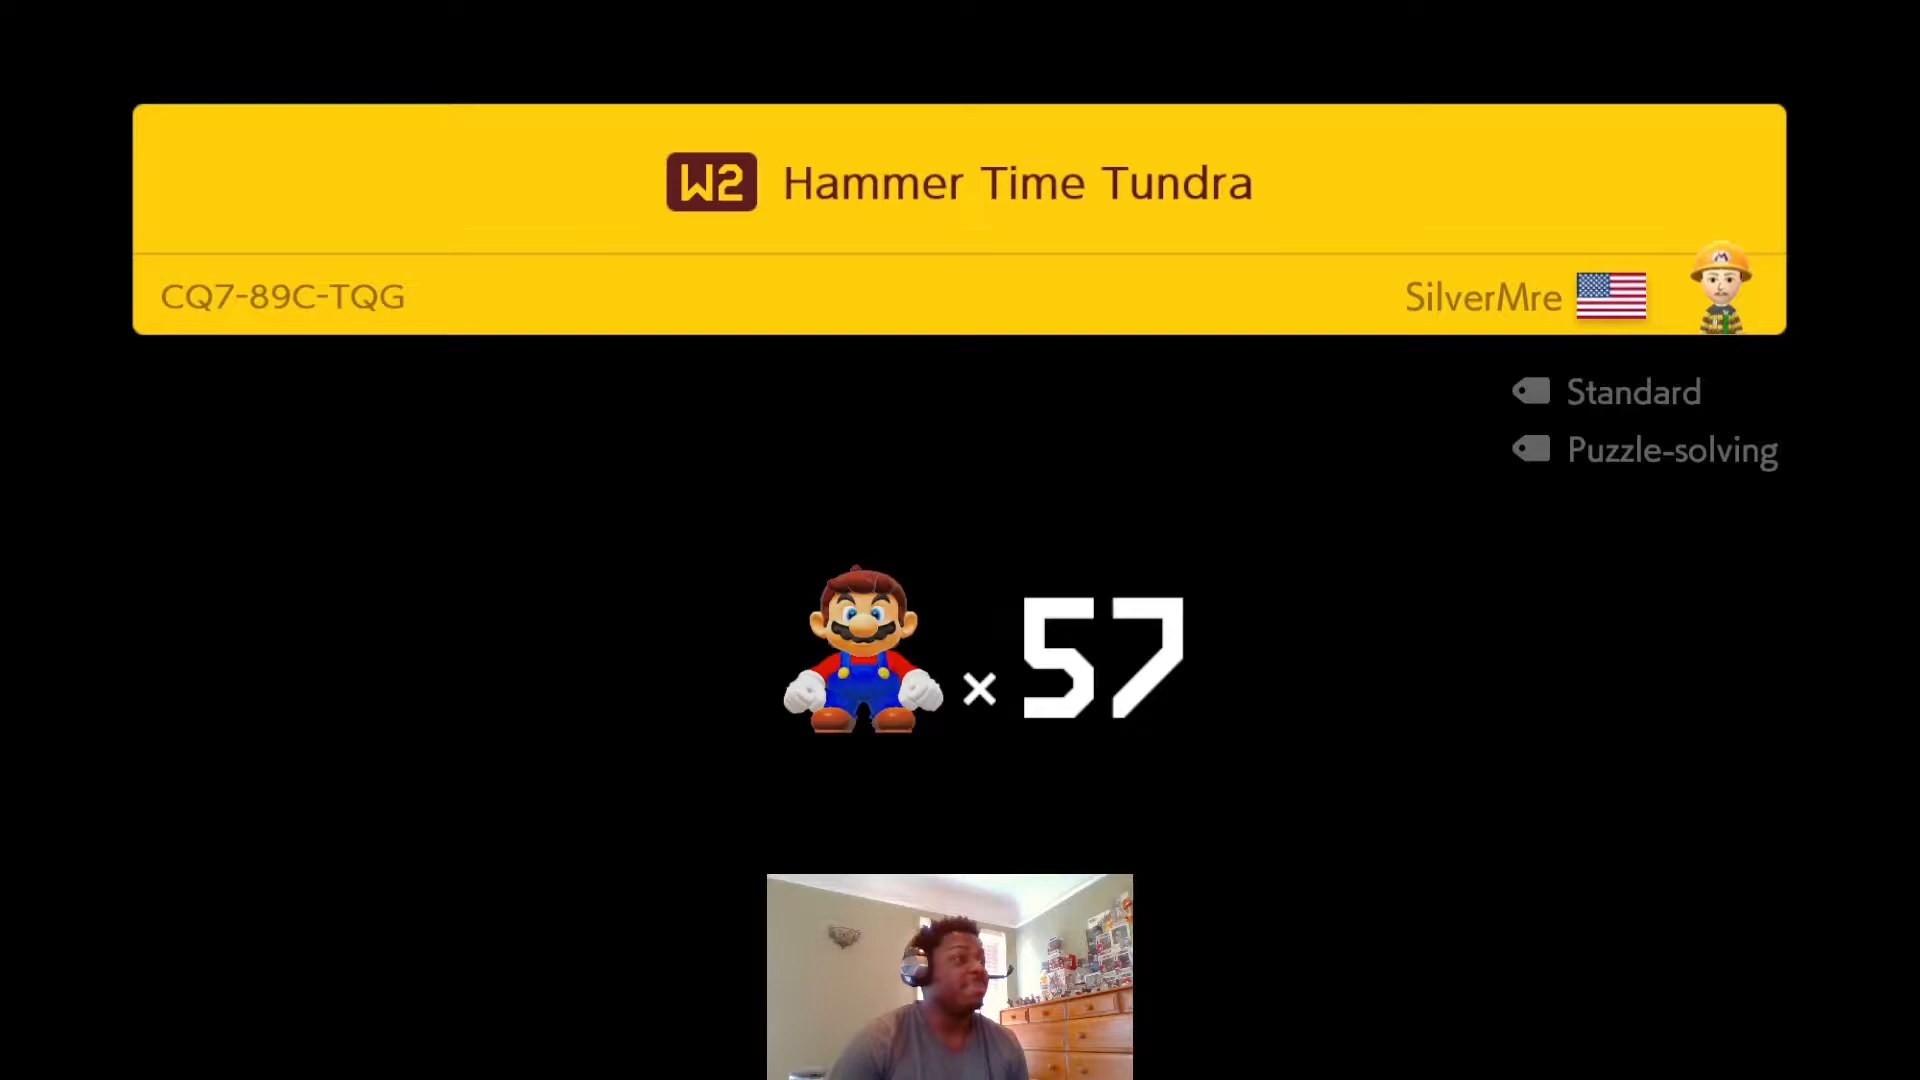 W2 Hammer Time Tundra
CQ7-89C-TQG
SilverMre
Standard
Puzzle-solving
× 57